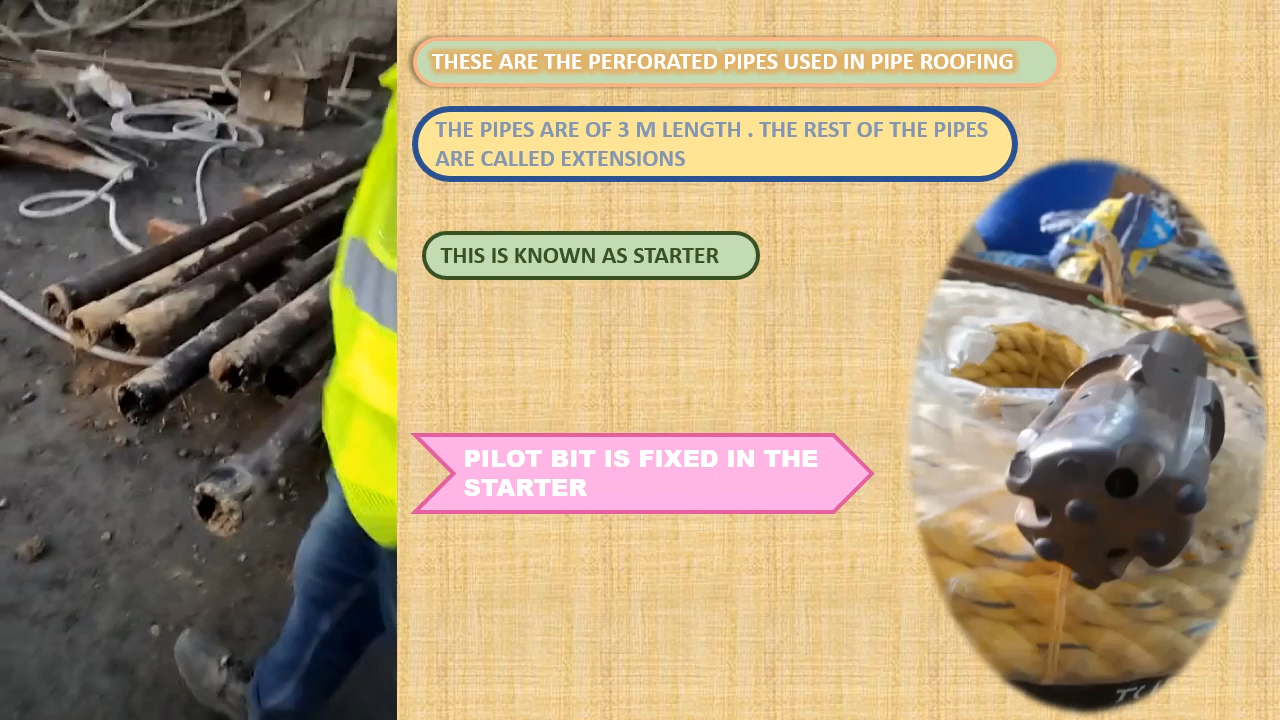 THESE ARE THE PERFORATED PIPES USED IN PIPE ROOFING
THE PIPES ARE OF 3 M LENGTH . THE REST OF THE PIPES
ARE CALLED EXTENSIONS
THIS IS KNOWN AS STARTER
PILOT BIT IS FIXED IN THE
STARTER